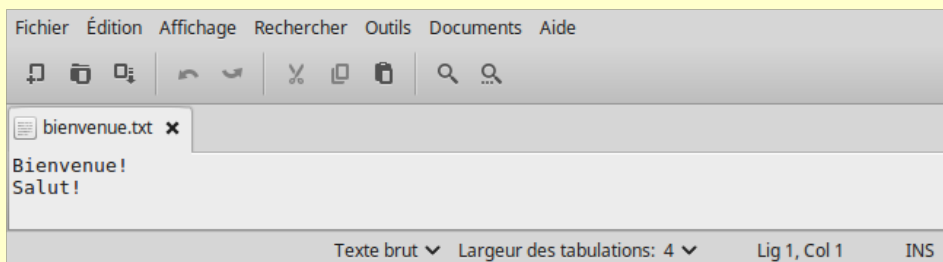 Fichier Édition Affichage Rechercher Outils Documents Aide
bienvenue.txt
Bienvenue!
Salut!
Texte brut Largeur des tabulations: 4 Lig 1, Col 1 INS